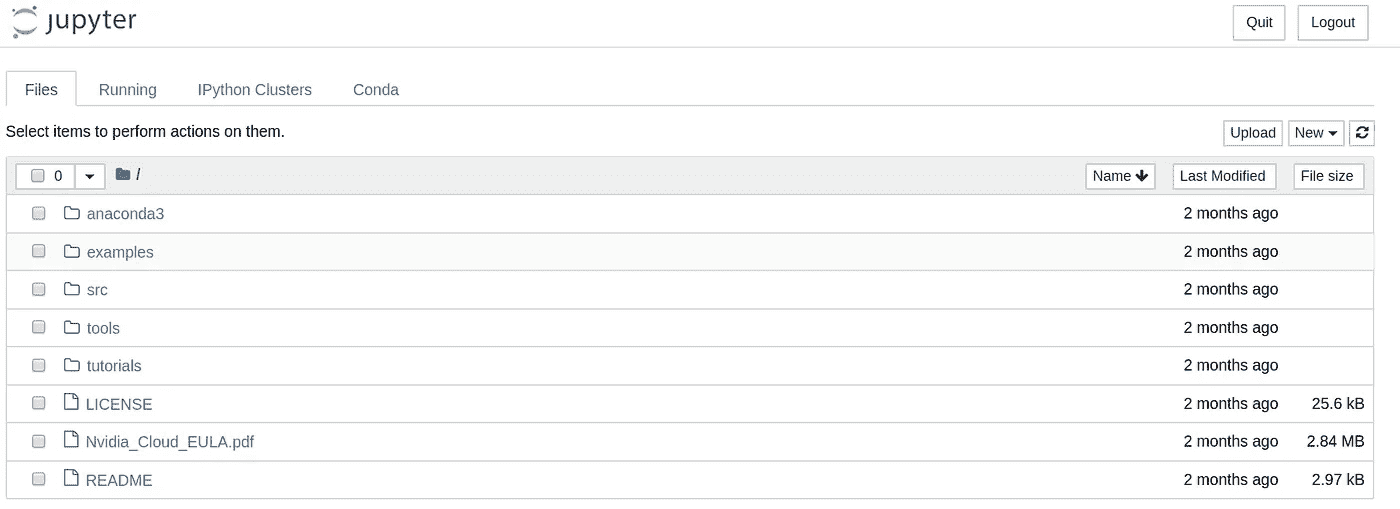 jupyter Quit Logout
Files Running IPython Clusters Conda
Select items to perform actions on them. Upload New
0 / Name Last Modified File size
anaconda3 2 months ago
examples 2 months ago
src 2 months ago
tools 2 months ago
tutorials 2 months ago
LICENSE 2 months ago 25.6 kB
Nvidia_Cloud_EULA.pdf 2 months ago 2.84 MB
README 2 months ago 2.97 kB